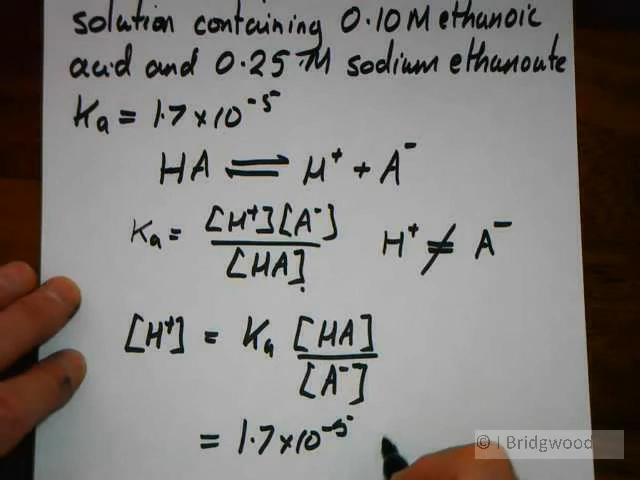 solution containing 0.10 M ethanoic
acid and 0.25 M sodium ethanoate
Ka = 1.7 x 10⁻⁵
HA ⇌ H⁺ + A⁻
Ka = [H⁺][A⁻] / [HA] H⁺ ≠ A⁻
[H⁺] = Ka [HA] / [A⁻]
= 1.7 x 10⁻⁵
© I Bridgwood